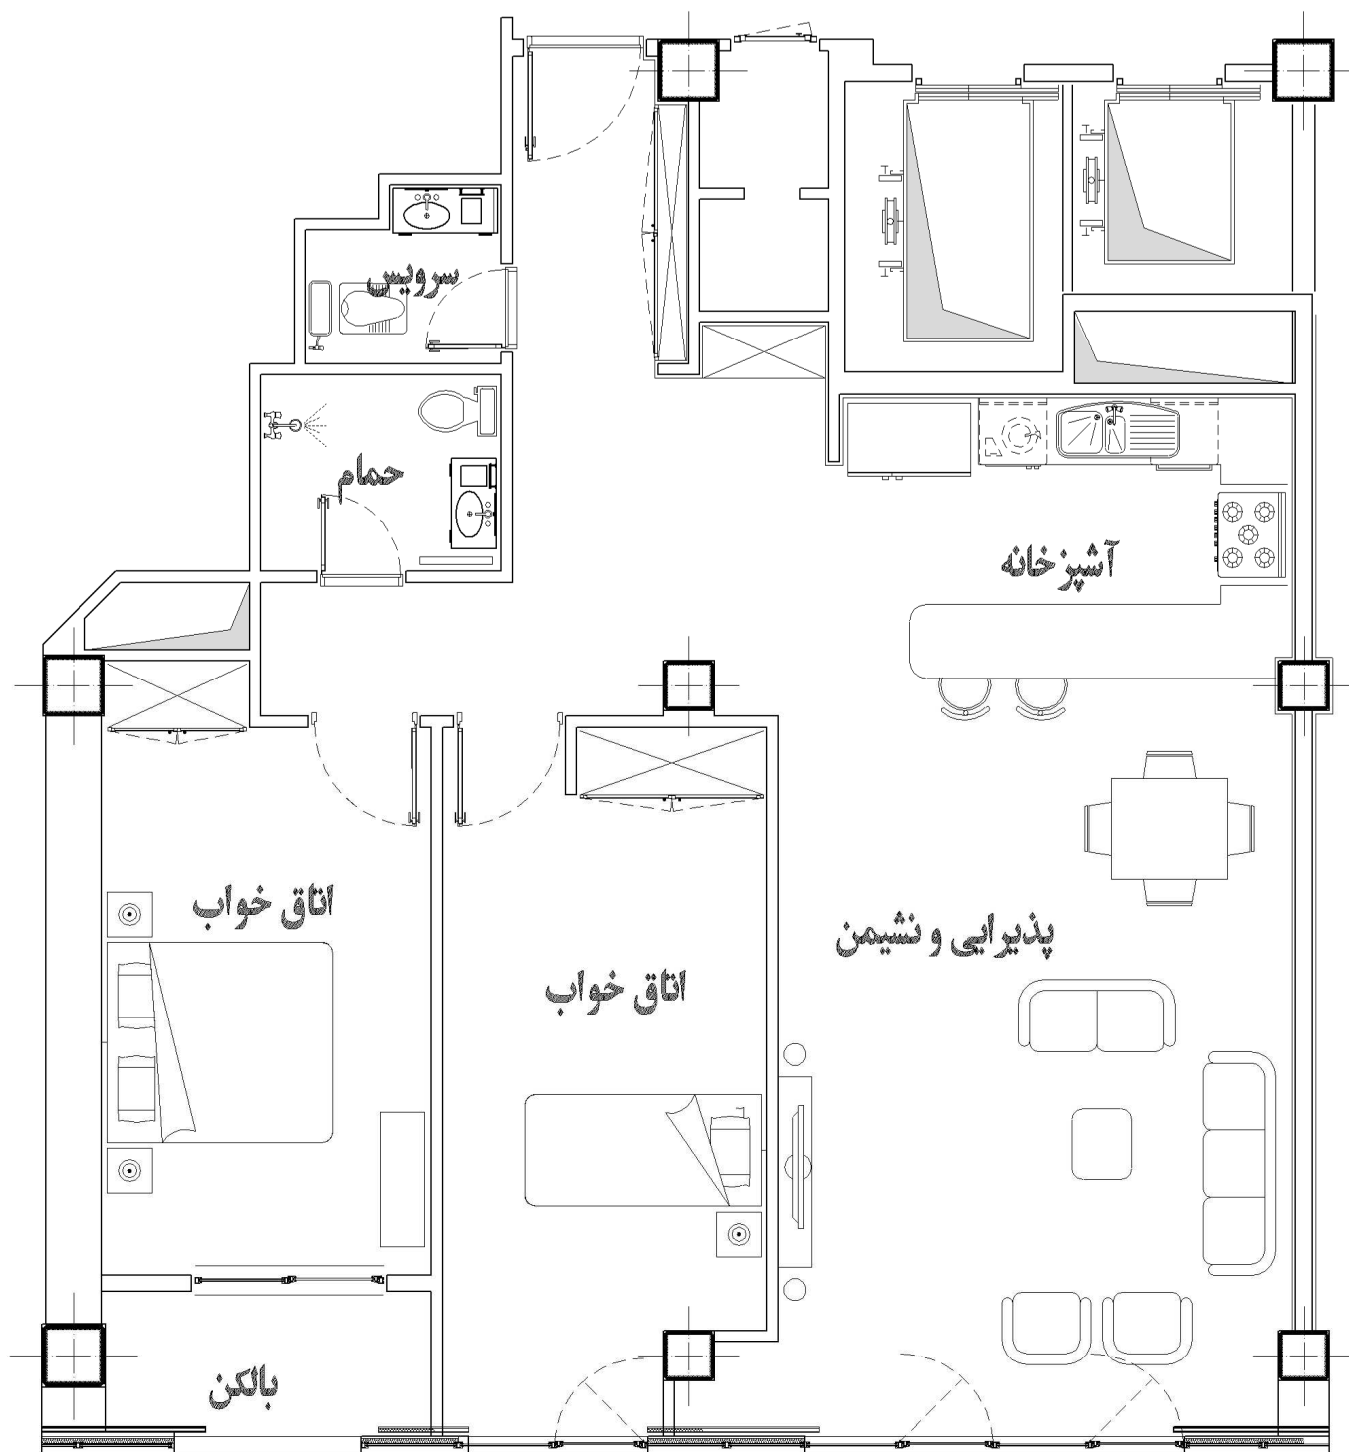 سرویس
حمام
آشپزخانه
اتاق خواب
پذیرایی و نشیمن
اتاق خواب
بالکن